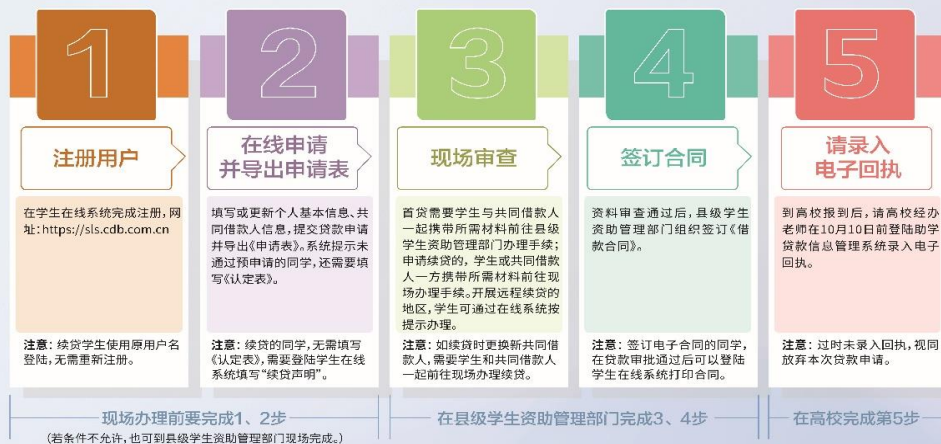 1
注册用户
在学生在线系统完成注册,网
址:https://sls.cdb.com.cn
注意:续贷学生使用原用户名
登陆,无需重新注册。
2
在线申请
并导出申请表
填写或更新个人基本信息、共
同借款人信息,提交贷款申请
并导出《申请表》。系统提示未
通过预申请的同学,还需要填
写《认定表》。
注意:续贷的同学,无需填写
《认定表》,需要登陆学生在线
系统填写“续贷声明”。
3
现场审查
首贷需要学生与共同借款人
一起携带所需材料前往县级
学生资助管理部门办理手续;
申请续贷的,学生或共同借款
人一方携带所需材料前往现
场办理手续。开展远程续贷的
地区,学生可通过在线系统按
提示办理。
注意:如续贷时更换新共同借
款人,需要学生和共同借款人
一起前往现场办理续贷。
4
签订合同
资料审查通过后,县级学生
资助管理部门组织签订《借
款合同》。
注意:签订电子合同的同学,
在贷款审批通过后可以登陆
学生在线系统打印合同。
5
请录入
电子回执
到高校报到后,请高校经办
老师在10月10日前登陆助学
贷款信息管理系统录入电子
回执。
注意:过时未录入回执,视同
放弃本次贷款申请。
现场办理前要完成1、2步
(若条件不允许,也可到县级学生资助管理部门现场完成。)
在县级学生资助管理部门完成3、4步
在高校完成第5步